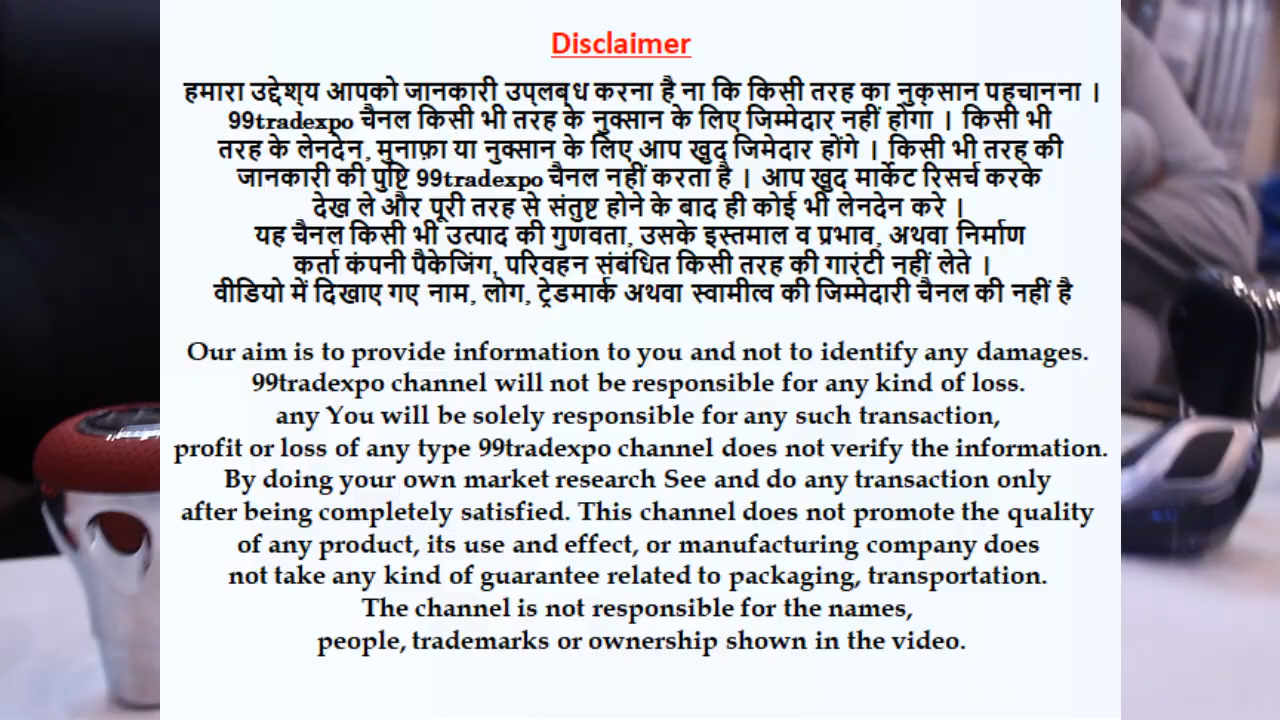 Disclaimer
हमारा उद्देश्य आपको जानकारी उपलब्ध करना है ना कि किसी तरह का नुकसान पहचानना ।
99tradexpo चैनल किसी भी तरह के नुक्सान के लिए जिम्मेदार नहीं होगा । किसी भी
तरह के लेनदेन, मुनाफ़ा या नुक्सान के लिए आप खुद जिमेदार होंगे । किसी भी तरह की
जानकारी की पुष्टि 99tradexpo चैनल नहीं करता है । आप खुद मार्केट रिसर्च करके
देख ले और पूरी तरह से संतुष्ट होने के बाद ही कोई भी लेनदेन करे ।
यह चैनल किसी भी उत्पाद की गुणवता, उसके इस्तमाल व प्रभाव, अथवा निर्माण
कर्ता कंपनी पैकेजिंग, परिवहन संबंधित किसी तरह की गारंटी नहीं लेते ।
वीडियो में दिखाए गए नाम, लोग, ट्रेडमार्क अथवा स्वामीत्व की जिम्मेदारी चैनल की नहीं है
Our aim is to provide information to you and not to identify any damages.
99tradexpo channel will not be responsible for any kind of loss.
any You will be solely responsible for any such transaction,
profit or loss of any type 99tradexpo channel does not verify the information.
By doing your own market research See and do any transaction only
after being completely satisfied. This channel does not promote the quality
of any product, its use and effect, or manufacturing company does
not take any kind of guarantee related to packaging, transportation.
The channel is not responsible for the names,
people, trademarks or ownership shown in the video.